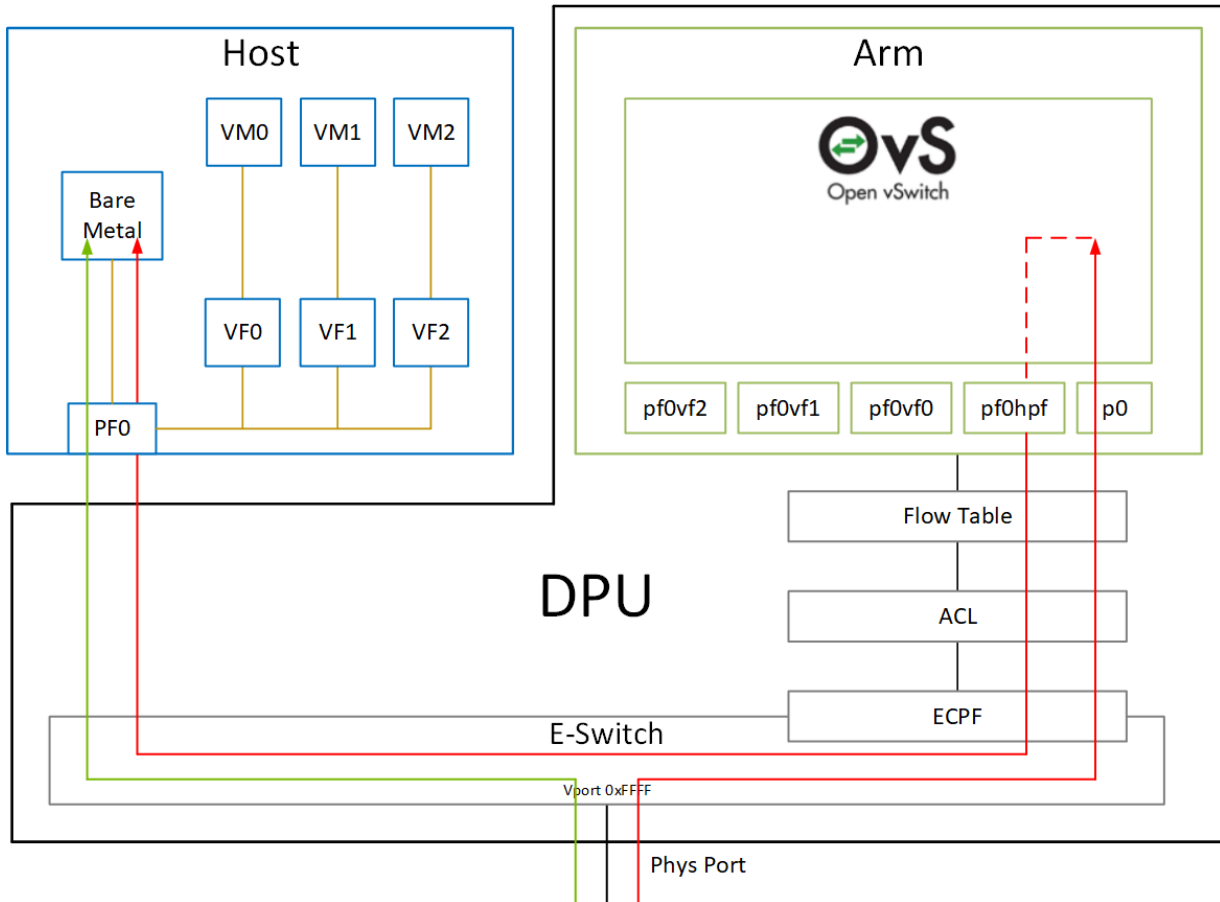 Host
VM0
VM1
VM2
Bare
Metal
VF0
VF1
VF2
PF0
Arm
OvS
Open vSwitch
pf0vf2
pf0vf1
pf0vf0
pf0hpf
p0
Flow Table
DPU
ACL
ECPF
E-Switch
Vport 0xFFFF
Phys Port